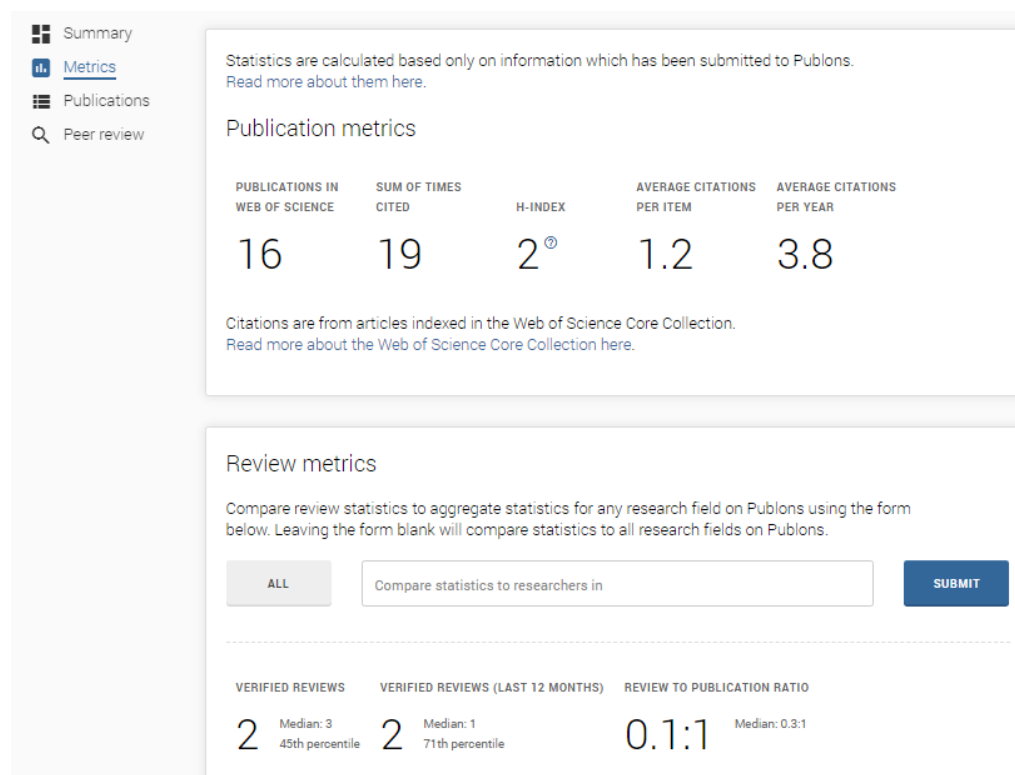 Summary
Metrics
Publications
Peer review
Statistics are calculated based only on information which has been submitted to Publons.
Read more about them here.
Publication metrics
PUBLICATIONS IN WEB OF SCIENCE
SUM OF TIMES CITED
H-INDEX
AVERAGE CITATIONS PER ITEM
AVERAGE CITATIONS PER YEAR
16
19
2?
1.2
3.8
Citations are from articles indexed in the Web of Science Core Collection.
Read more about the Web of Science Core Collection here.
Review metrics
Compare review statistics to aggregate statistics for any research field on Publons using the form
below. Leaving the form blank will compare statistics to all research fields on Publons.
ALL
Compare statistics to researchers in
SUBMIT
VERIFIED REVIEWS
2
Median: 3
45th percentile
VERIFIED REVIEWS (LAST 12 MONTHS)
2
Median: 1
71th percentile
REVIEW TO PUBLICATION RATIO
0.1:1
Median: 0.3:1